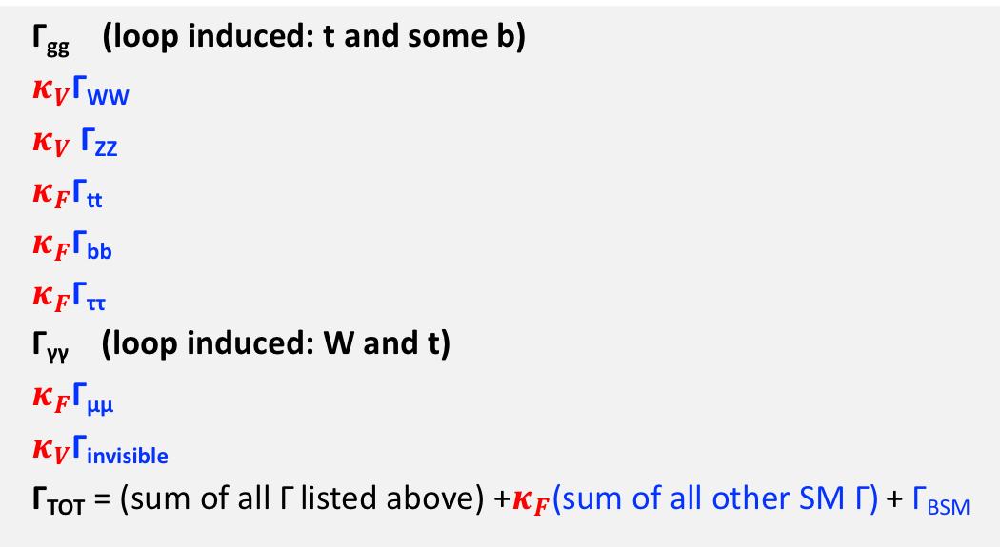 Γgg (loop induced: t and some b)
κVΓWW
κV ΓZZ
κFΓtt
κFΓbb
κFΓττ
Γγγ (loop induced: W and t)
κFΓμμ
κVΓinvisible
ΓTOT = (sum of all Γ listed above) +κF(sum of all other SM Γ) + ΓBSM